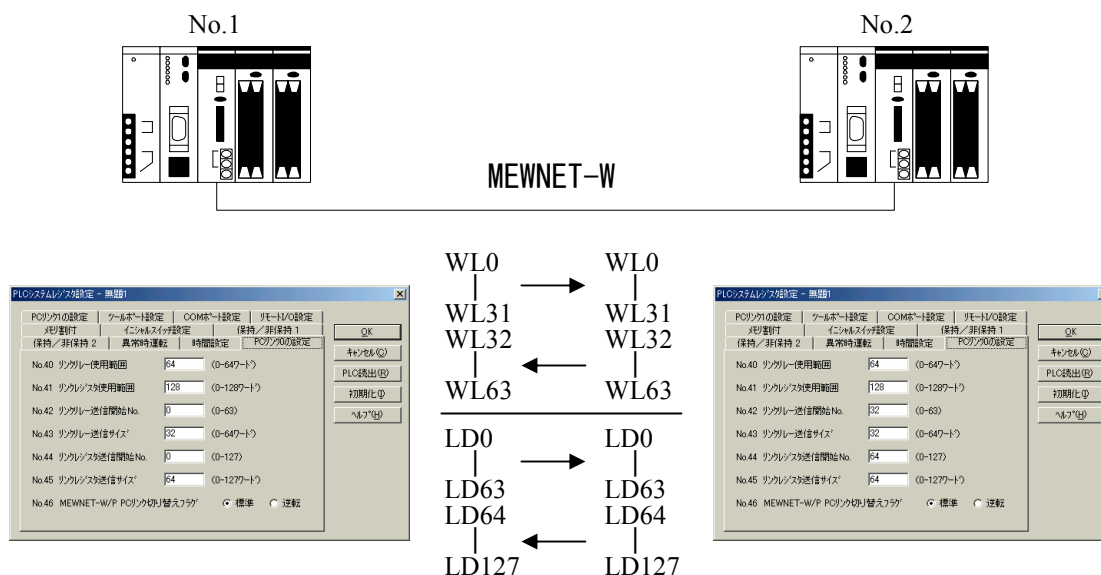 No.1
No.2
MEWNET-W
WL0
WL31
WL32
WL63
WL0
WL31
WL32
WL63
LD0
LD63
LD64
LD127
LD0
LD63
LD64
LD127
PLCシステムレジスタ設定 - 無題1
PCリンク1の設定 ツールポート設定 COMポート設定 リモートI/O設定
メモリ割付 イニシャルスイッチ設定 保持/非保持 1
保持/非保持 2 異常時運転 時間設定 PCリンク0の設定
No.40 リンクリレー使用範囲 64 (0-64ワード)
No.41 リンクレジスタ使用範囲 128 (0-128ワード)
No.42 リンクリレー送信開始No. 0 (0-63)
No.43 リンクリレー送信サイズ 32 (0-64ワード)
No.44 リンクレジスタ送信開始No. 0 (0-127)
No.45 リンクレジスタ送信サイズ 64 (0-127ワード)
No.46 MEWNET-W/P PCリンク切り替えフラグ 標準 逆転
OK
キャンセル(C)
PLC読出(R)
初期化(I)
ヘルプ(H)
PLCシステムレジスタ設定 - 無題1
PCリンク1の設定 ツールポート設定 COMポート設定 リモートI/O設定
メモリ割付 イニシャルスイッチ設定 保持/非保持 1
保持/非保持 2 異常時運転 時間設定 PCリンク0の設定
No.40 リンクリレー使用範囲 64 (0-64ワード)
No.41 リンクレジスタ使用範囲 128 (0-128ワード)
No.42 リンクリレー送信開始No. 32 (0-63)
No.43 リンクリレー送信サイズ 32 (0-64ワード)
No.44 リンクレジスタ送信開始No. 64 (0-127)
No.45 リンクレジスタ送信サイズ 64 (0-127ワード)
No.46 MEWNET-W/P PCリンク切り替えフラグ 標準 逆転
OK
キャンセル(C)
PLC読出(R)
初期化(I)
ヘルプ(H)